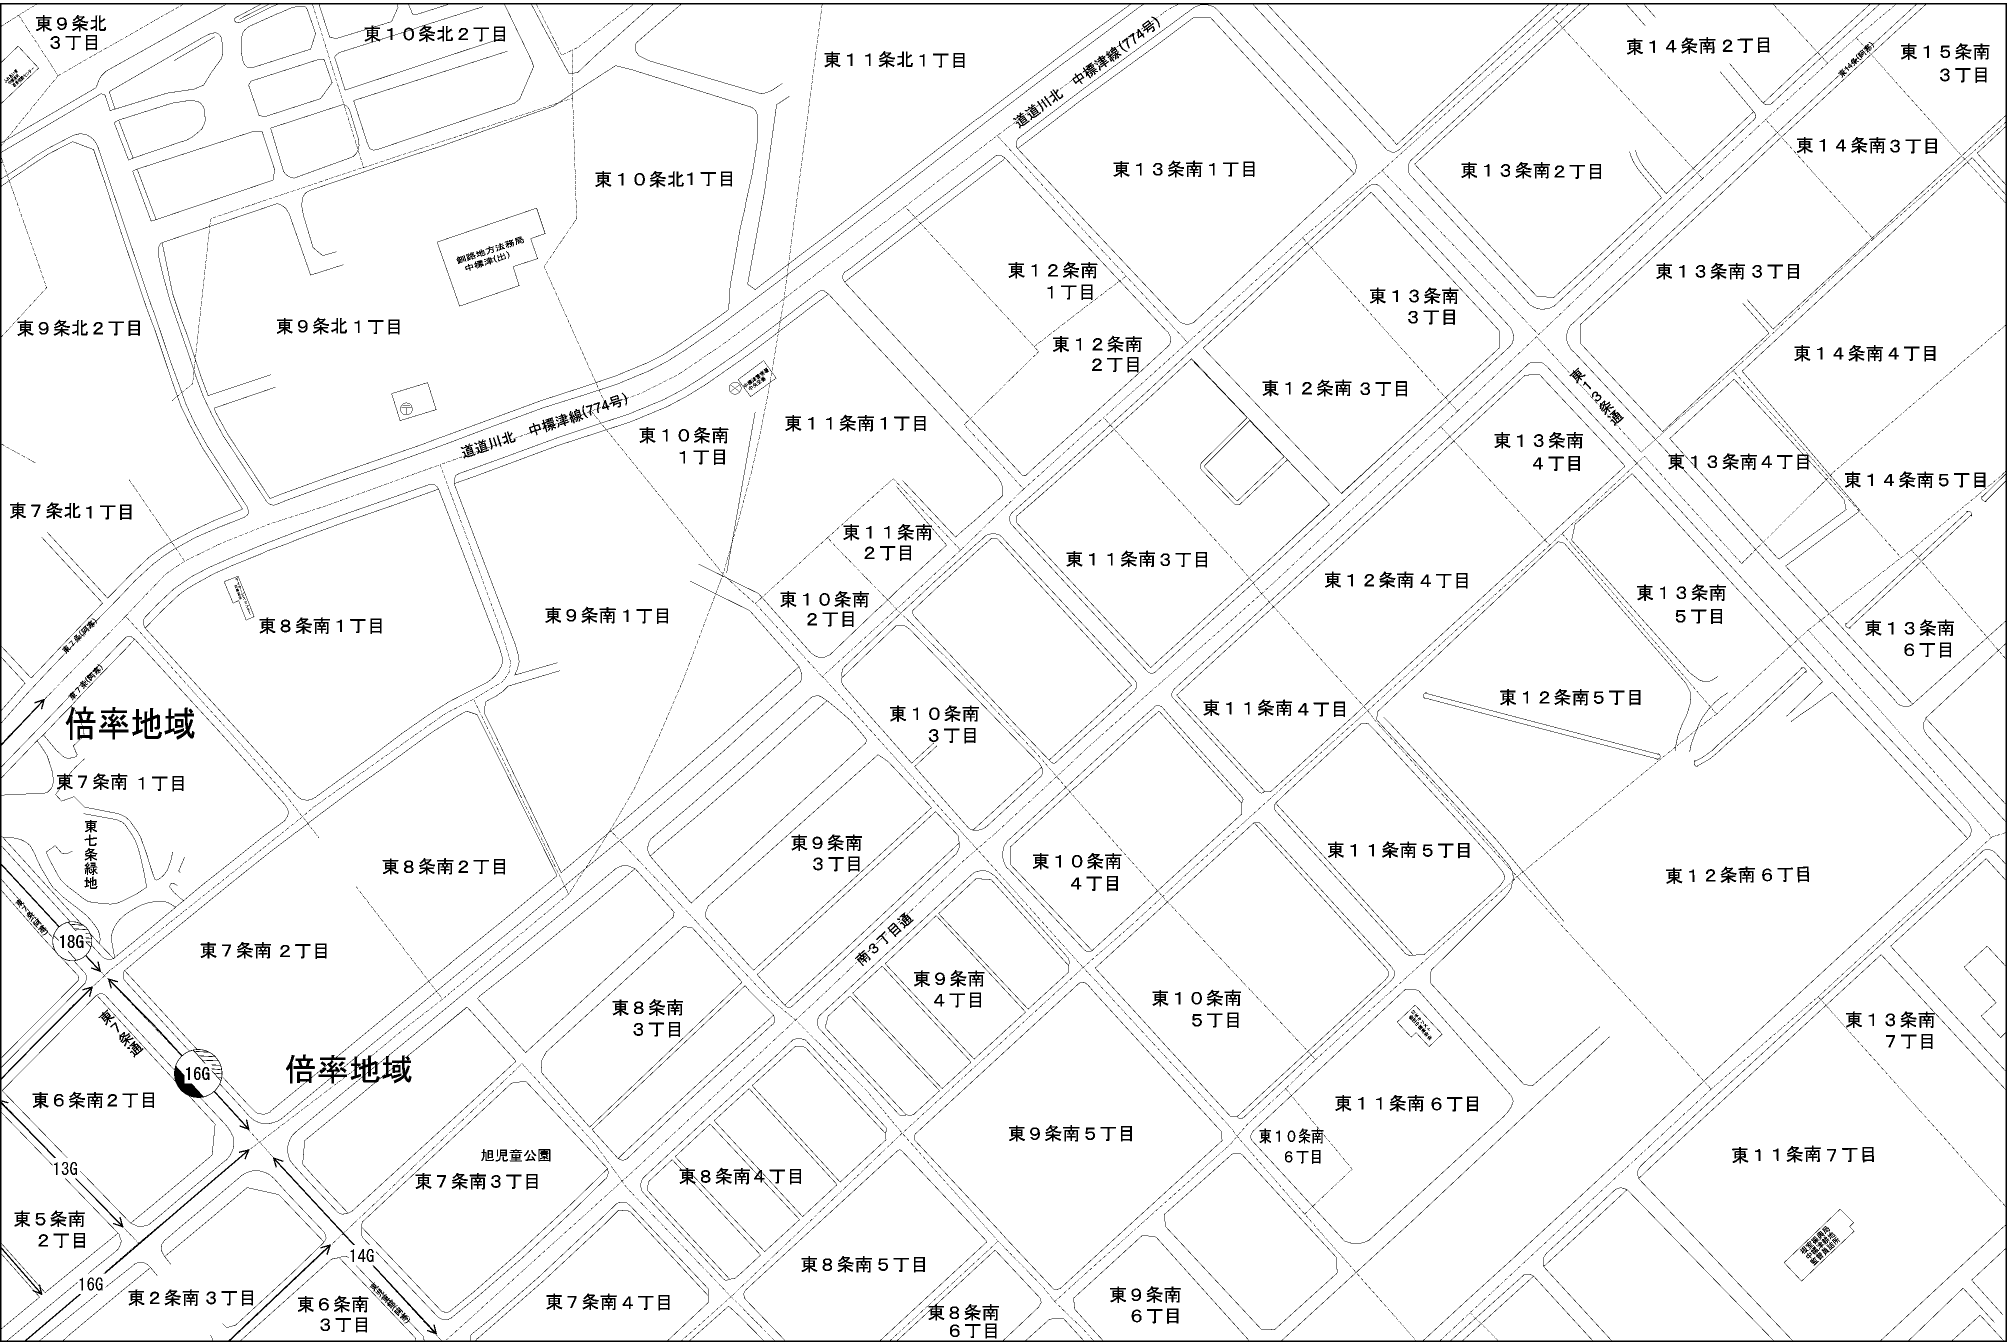 東９条北
３丁目
東１０条北２丁目
東１１条北１丁目
道道川北　中標津線(774号)
東１４条南２丁目
東１５条南
３丁目
東１０条北１丁目
東１３条南１丁目
東１３条南２丁目
東１４条南３丁目
釧路地方法務局
中標津(出)
東９条北２丁目
東９条北１丁目
東１２条南
１丁目
東１３条南
３丁目
東１３条南３丁目
東１２条南
２丁目
東１４条南４丁目
東１２条南３丁目
東１３条通
道道川北　中標津線(774号)
東１０条南
１丁目
東１１条南１丁目
東１３条南
４丁目
東１３条南４丁目
東１４条南５丁目
東７条北１丁目
東１１条南
２丁目
東１１条南３丁目
東１２条南４丁目
東１３条南
５丁目
東１０条南
２丁目
東８条南１丁目
東９条南１丁目
東１３条南
６丁目
倍率地域
東１０条南
３丁目
東１１条南４丁目
東１２条南５丁目
東７条南１丁目
東七条緑地
東８条南２丁目
東９条南
３丁目
東１０条南
４丁目
東１１条南５丁目
東１２条南６丁目
18G
東７条南２丁目
南３丁目通
東８条南
３丁目
東９条南
４丁目
東１０条南
５丁目
東１３条南
７丁目
東７条通
16G
倍率地域
東６条南２丁目
東９条南５丁目
東１１条南６丁目
東１０条南
６丁目
13G
旭児童公園
東７条南３丁目
東８条南４丁目
東１１条南７丁目
東５条南
２丁目
16G
14G
東８条南５丁目
東２条南３丁目
東６条南
３丁目
東７条南４丁目
東８条南
６丁目
東９条南
６丁目